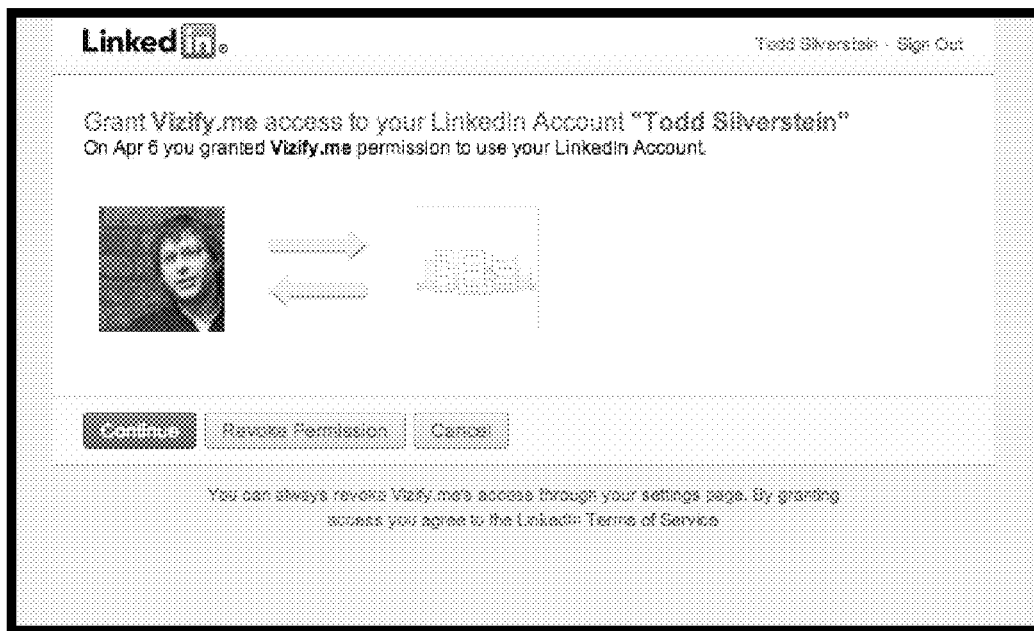 Linked in®
Todd Silverstein - Sign Out
Grant Vizify.me access to your LinkedIn Account "Todd Silverstein"
On Apr 6 you granted Vizify.me permission to use your LinkedIn Account.
Continue Revoke Permission Cancel
You can always revoke Vizify.me's access through your settings page. By granting
access you agree to the LinkedIn Terms of Service